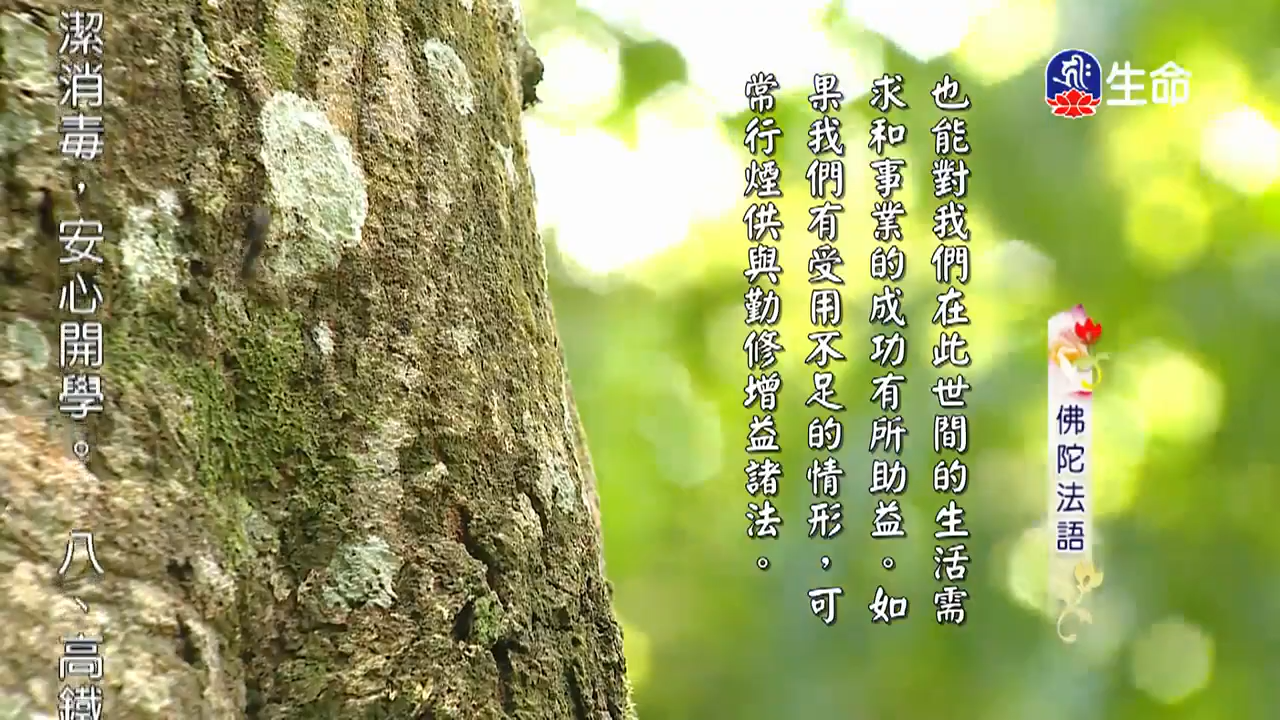 生命
佛陀法語
也能對我們在此世間的生活需
求和事業的成功有所助益。如
果我們有受用不足的情形，可
常行煙供與勤修增益諸法。
潔消毒，安心開學。 八、高鐵